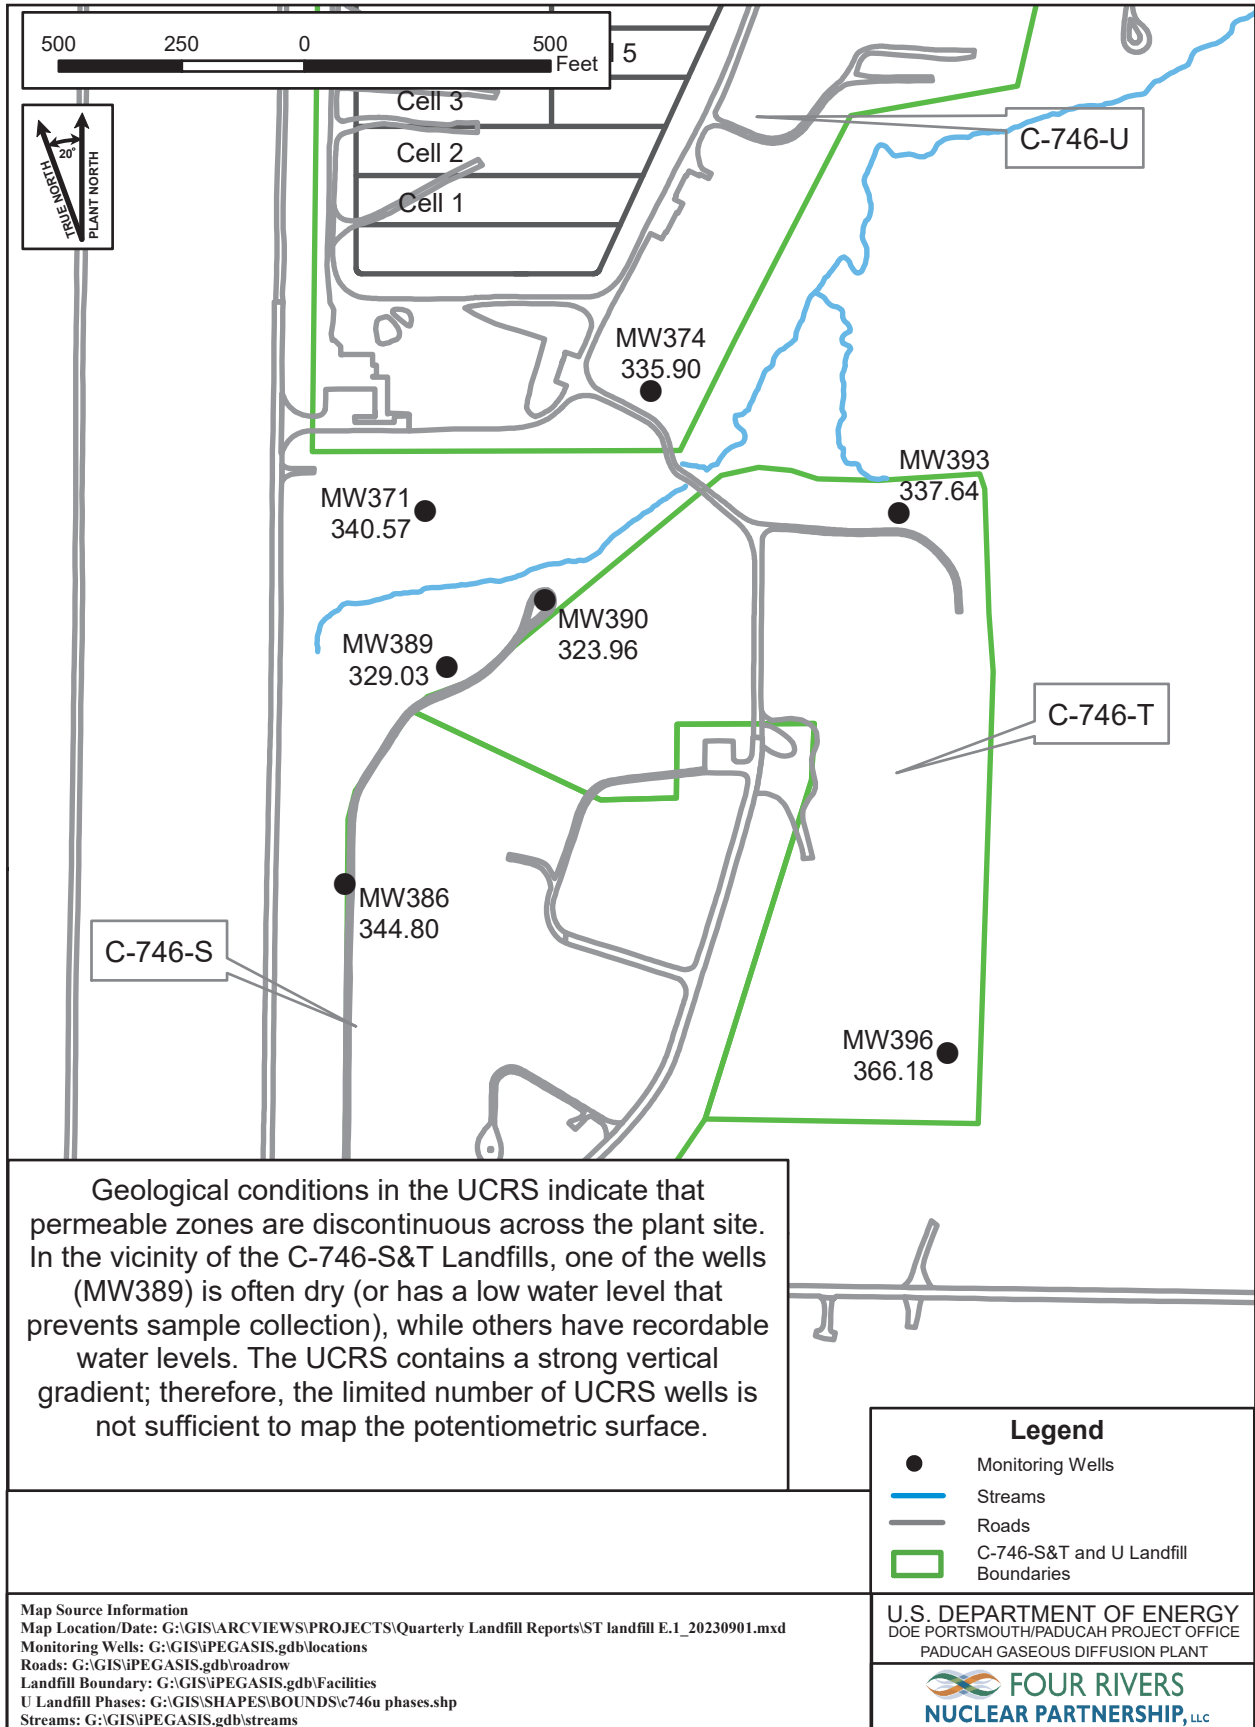 500 250 0 500
Feet
l 5
Cell 3
Cell 2
Cell 1
TRUE NORTH
20°
PLANT NORTH
C-746-U
MW374
335.90
MW393
337.64
MW371
340.57
MW390
323.96
MW389
329.03
C-746-T
MW386
344.80
C-746-S
MW396
366.18
Geological conditions in the UCRS indicate that
permeable zones are discontinuous across the plant site.
In the vicinity of the C-746-S&T Landfills, one of the wells
(MW389) is often dry (or has a low water level that
prevents sample collection), while others have recordable
water levels. The UCRS contains a strong vertical
gradient; therefore, the limited number of UCRS wells is
not sufficient to map the potentiometric surface.
Legend
Monitoring Wells
Streams
Roads
C-746-S&T and U Landfill
Boundaries
Map Source Information
Map Location/Date: G:\GIS\ARCVIEWS\PROJECTS\Quarterly Landfill Reports\ST landfill E.1_20230901.mxd
Monitoring Wells: G:\GIS\iPEGASIS.gdb\locations
Roads: G:\GIS\iPEGASIS.gdb\roadrow
Landfill Boundary: G:\GIS\iPEGASIS.gdb\Facilities
U Landfill Phases: G:\GIS\SHAPES\BOUNDS\c746u phases.shp
Streams: G:\GIS\iPEGASIS.gdb\streams
U.S. DEPARTMENT OF ENERGY
DOE PORTSMOUTH/PADUCAH PROJECT OFFICE
PADUCAH GASEOUS DIFFUSION PLANT
FOUR RIVERS
NUCLEAR PARTNERSHIP, LLC